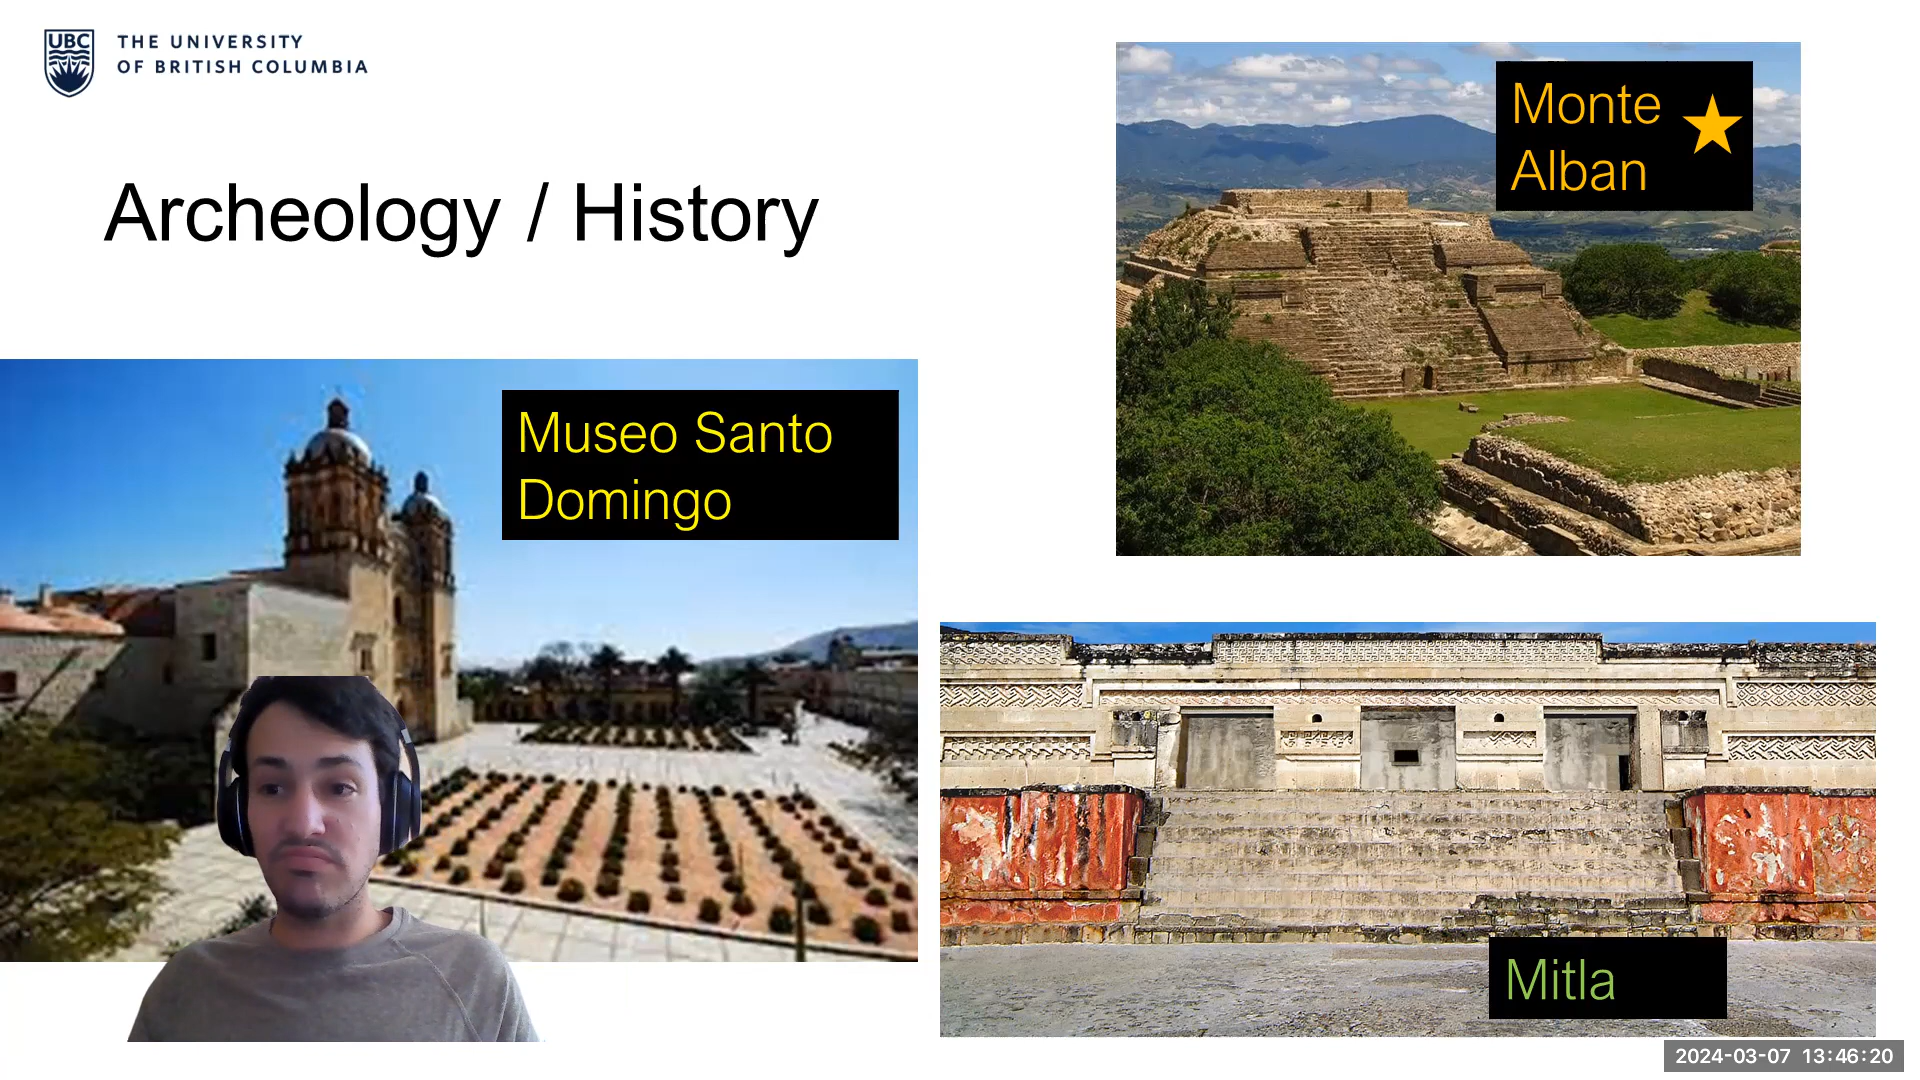 UBC
THE UNIVERSITY
OF BRITISH COLUMBIA
Archeology / History
Monte
Alban
Museo Santo
Domingo
Mitla
2024-03-07 13:46:20